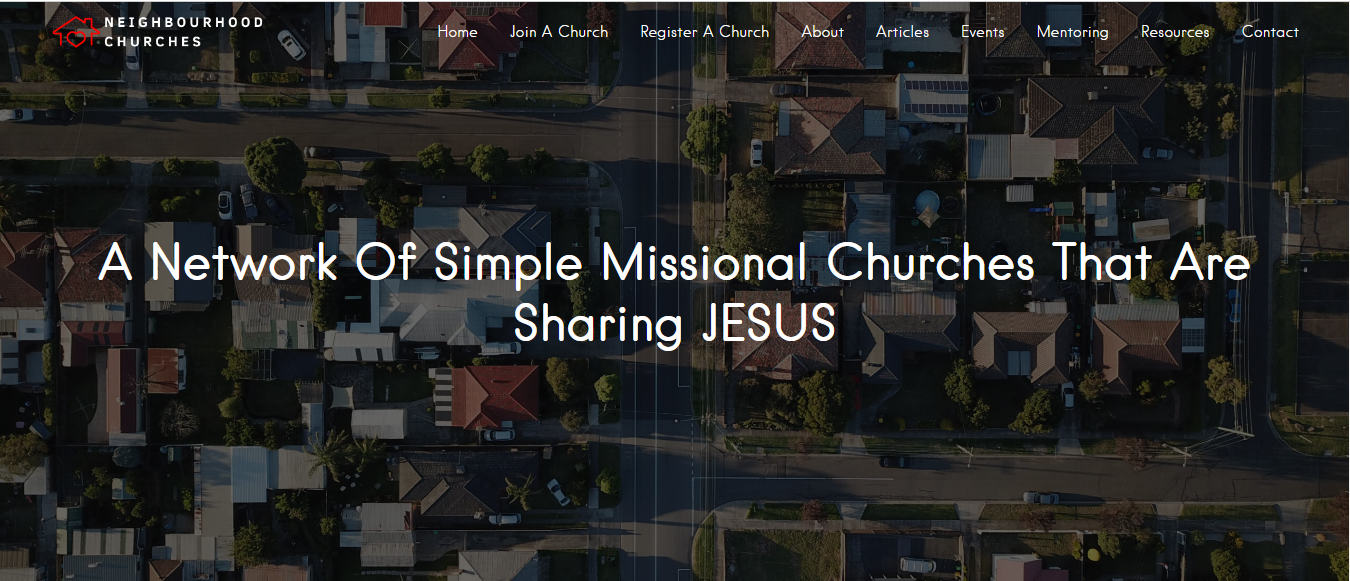 NEIGHBOURHOOD
CHURCHES
Home Join A Church Register A Church About Articles Events Mentoring Resources Contact
A Network Of Simple Missional Churches That Are
Sharing JESUS